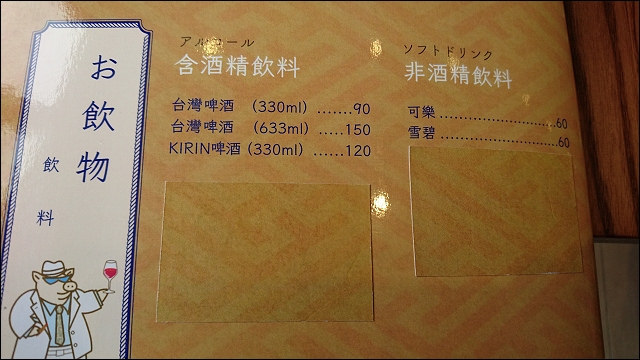 お飲物
飲料
アルコール
含酒精飲料
台灣啤酒 (330ml) .......90
台灣啤酒 (633ml) .....150
KIRIN啤酒 (330ml) ......120
ソフトドリンク
非酒精飲料
可樂 ..........................60
雪碧 ..........................60